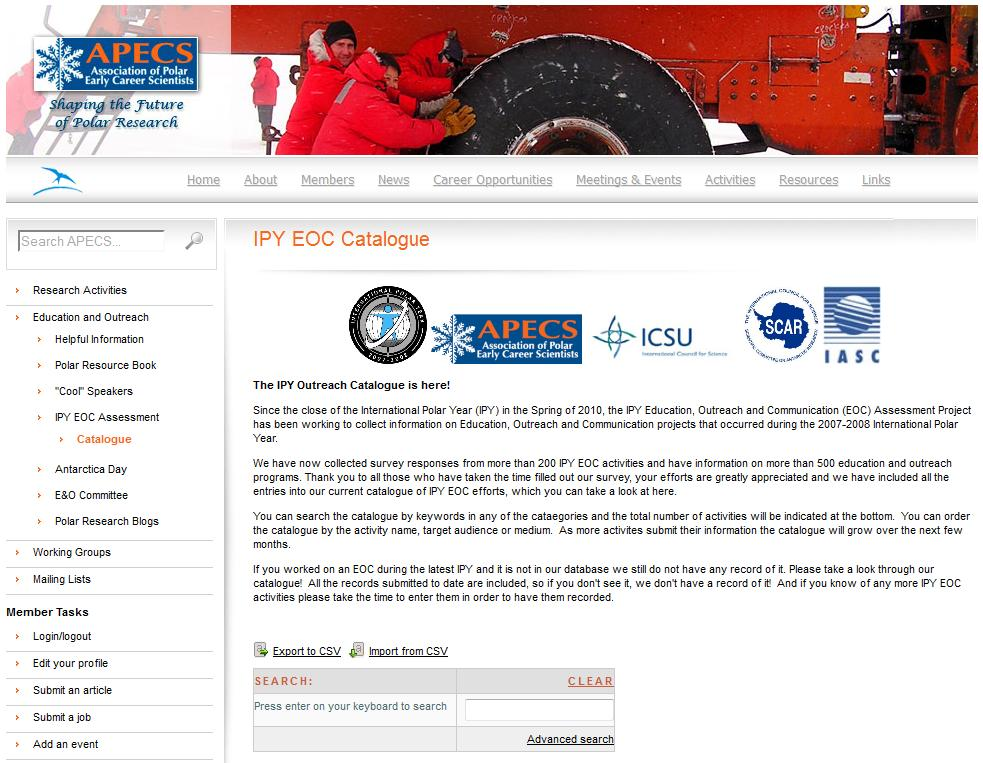 APECS
Association of Polar
Early Career Scientists
Shaping the Future
of Polar Research
Home About Members News Career Opportunities Meetings & Events Activities Resources Links
Search APECS...
Research Activities
Education and Outreach
Helpful Information
Polar Resource Book
"Cool" Speakers
IPY EOC Assessment
Catalogue
Antarctica Day
E&O Committee
Polar Research Blogs
Working Groups
Mailing Lists
Member Tasks
Login/logout
Edit your profile
Submit an article
Submit a job
Add an event
IPY EOC Catalogue
INTERNATIONAL POLAR YEAR
2007-2008
APECS
Association of Polar
Early Career Scientists
ICSU
International Council for Science
SCAR
IASC
The IPY Outreach Catalogue is here!
Since the close of the International Polar Year (IPY) in the Spring of 2010, the IPY Education, Outreach and Communication (EOC) Assessment Project
has been working to collect information on Education, Outreach and Communication projects that occurred during the 2007-2008 International Polar
Year.
We have now collected survey responses from more than 200 IPY EOC activities and have information on more than 500 education and outreach
programs. Thank you to all those who have taken the time filled out our survey, your efforts are greatly appreciated and we have included all the
entries into our current catalogue of IPY EOC efforts, which you can take a look at here.
You can search the catalogue by keywords in any of the cataegories and the total number of activities will be indicated at the bottom. You can order
the catalogue by the activity name, target audience or medium. As more activites submit their information the catalogue will grow over the next few
months.
If you worked on an EOC during the latest IPY and it is not in our database we still do not have any record of it. Please take a look through our
catalogue! All the records submitted to date are included, so if you don't see it, we don't have a record of it! And if you know of any more IPY EOC
activities please take the time to enter them in order to have them recorded.
Export to CSV Import from CSV
SEARCH: CLEAR
Press enter on your keyboard to search
Advanced search